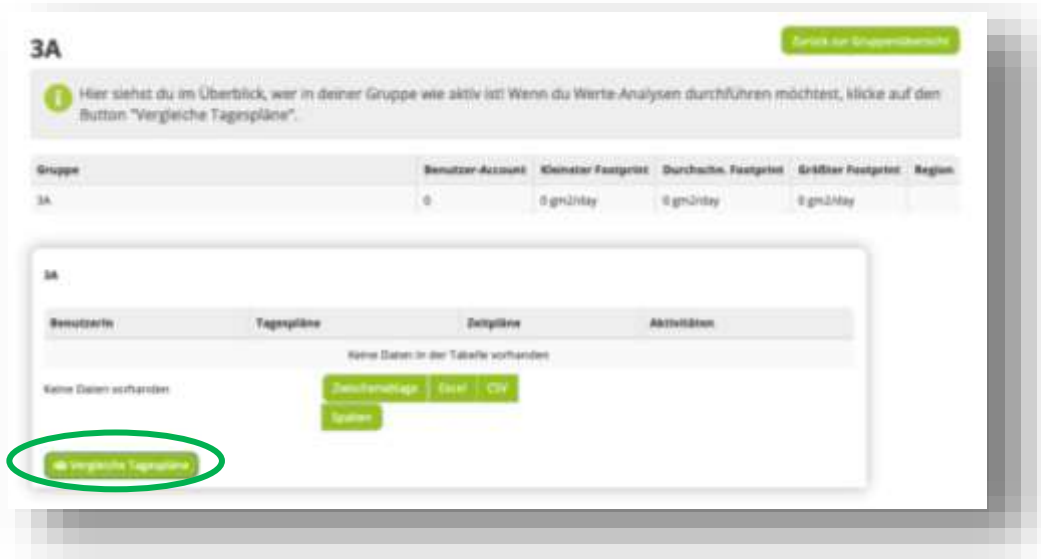 3A
Zurück zur Gruppenübersicht
Hier siehst du im Überblick, wer in deiner Gruppe wie aktiv ist! Wenn du Werte-Analysen durchführen möchtest, klicke auf den
Button "Vergleiche Tagespläne".
Gruppe Benutzer-Account Kleinster Footprint Durchschn. Footprint Größter Footprint Region
3A 0 0 gm2/day 0 gm2/day 0 gm2/day
3A
BenutzerIn Tagespläne Zeitpläne Aktivitäten
Keine Daten in der Tabelle vorhanden
Keine Daten vorhanden Zwischenablage Excel CSV
Spalten
Vergleiche Tagespläne